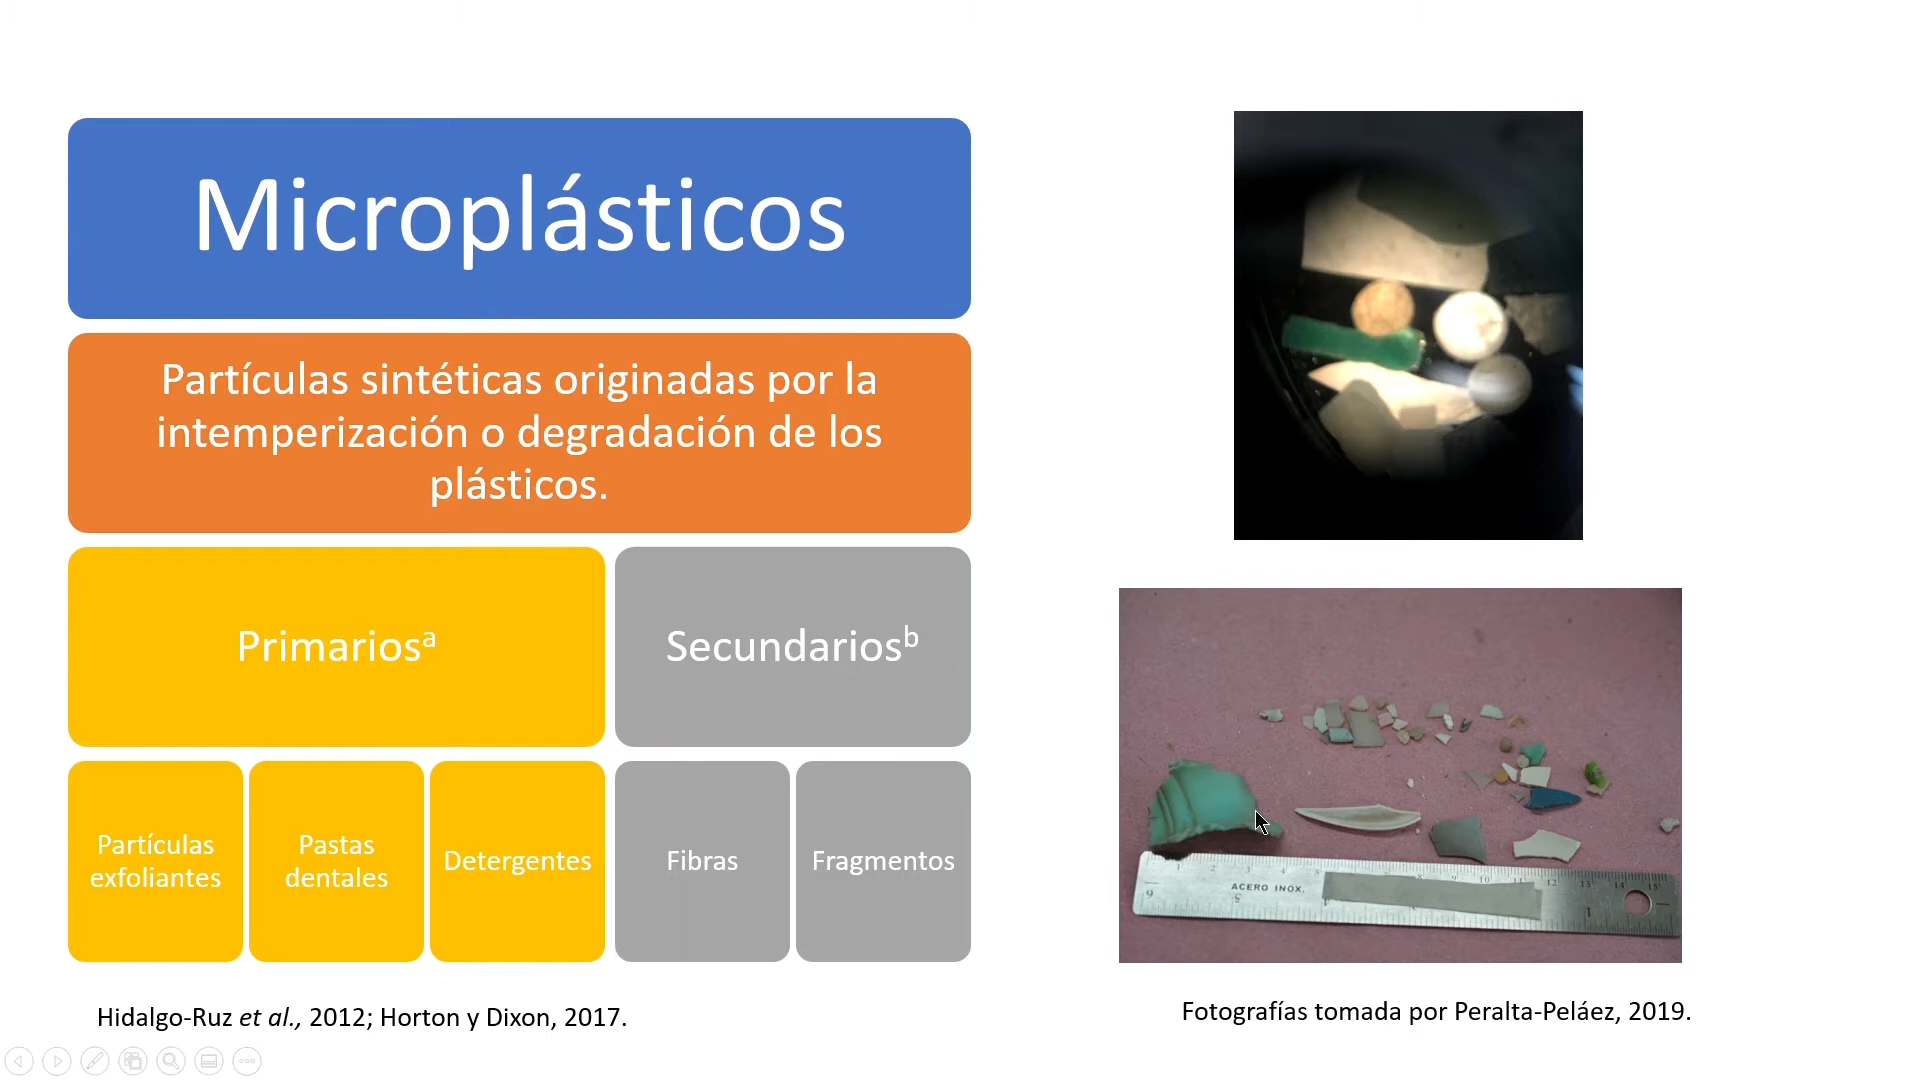 Microplásticos
Partículas sintéticas originadas por la
intemperización o degradación de los
plásticos.
Primariosᵃ
Secundariosᵇ
Partículas
exfoliantes
Pastas
dentales
Detergentes
Fibras
Fragmentos
Hidalgo-Ruz et al., 2012; Horton y Dixon, 2017.
ACERO INOX.
Fotografías tomada por Peralta-Peláez, 2019.